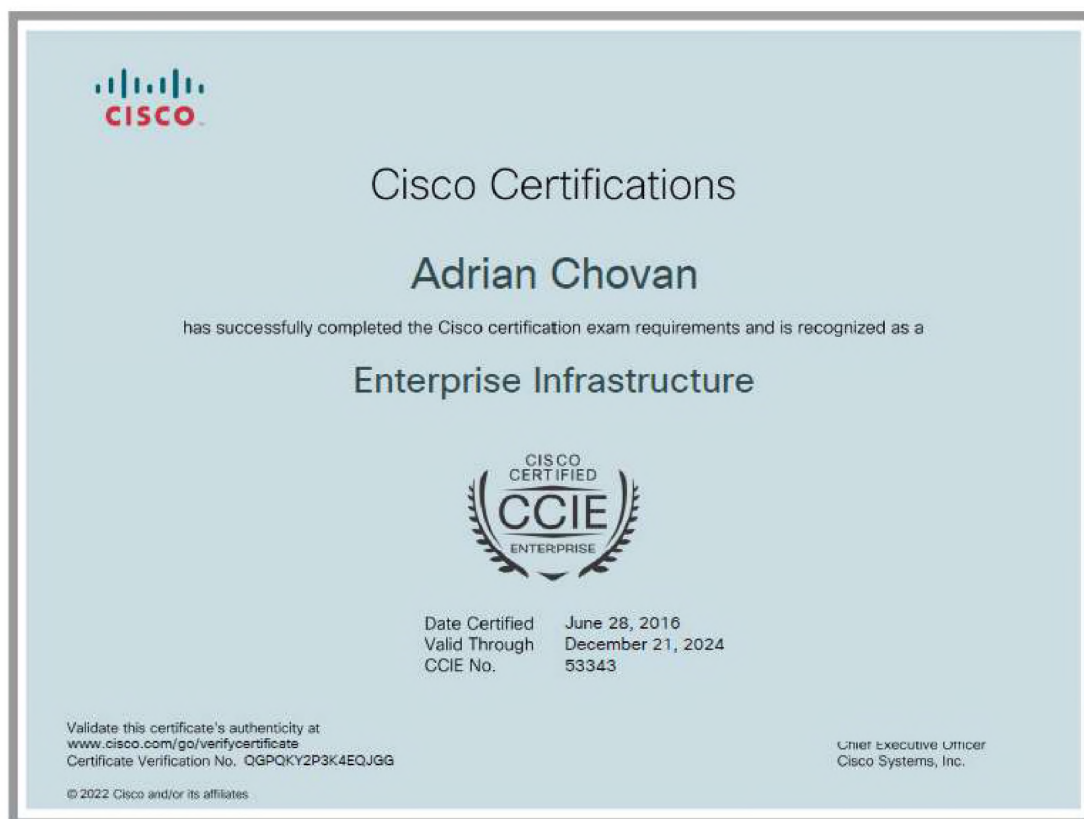 CISCO
Cisco Certifications
Adrian Chovan
has successfully completed the Cisco certification exam requirements and is recognized as a
Enterprise Infrastructure
CISCO
CERTIFIED
CCIE
ENTERPRISE
Date Certified June 28, 2016
Valid Through December 21, 2024
CCIE No. 53343
Validate this certificate's authenticity at
www.cisco.com/go/verifycertificate
Certificate Verification No. QGPQKY2P3K4EQJGG
© 2022 Cisco and/or its affiliates
Chief Executive Officer
Cisco Systems, Inc.